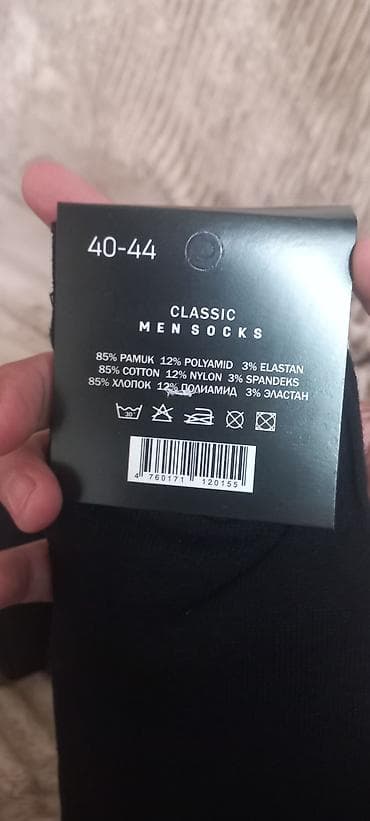 40-44
CLASSIC
MEN SOCKS
85% PAMUK 12% POLYAMID 3% ELASTAN
85% COTTON 12% NYLON 3% SPANDEKS
85% ХЛОПОК 12% ПОЛИАМИД 3% ЭЛАСТАН
30
4 760171 120155